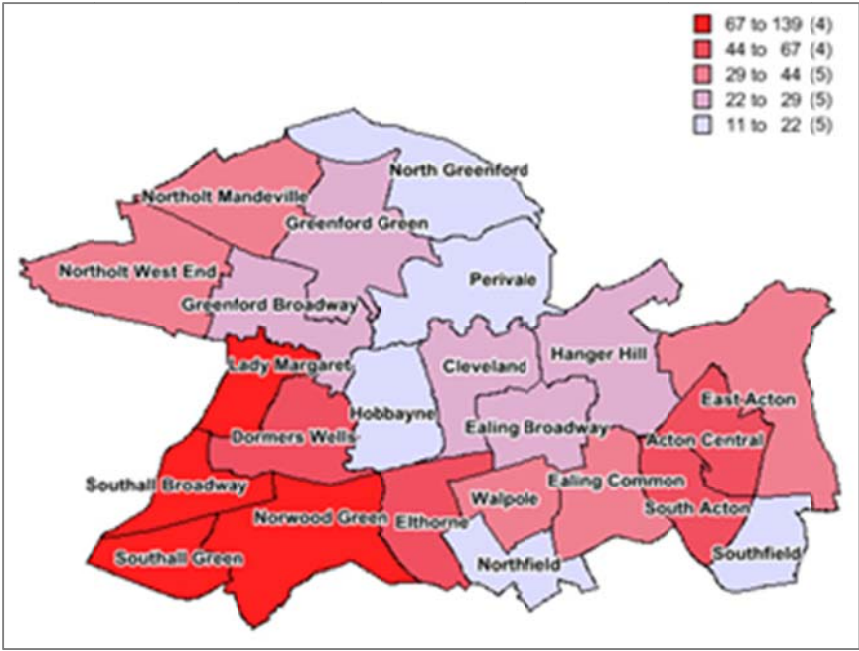 67 to 139 (4)
44 to 67 (4)
29 to 44 (5)
22 to 29 (5)
11 to 22 (5)
North Greenford
Northolt Mandeville
Greenford Green
Northolt West End
Perivale
Greenford Broadway
Lady Margaret
Cleveland
Hanger Hill
East Acton
Hobbayne
Ealing Broadway
Dormers Wells
Acton Central
Southall Broadway
Ealing Common
Walpole
South Acton
Norwood Green
Elthorne
Southall Green
Northfield
Southfield